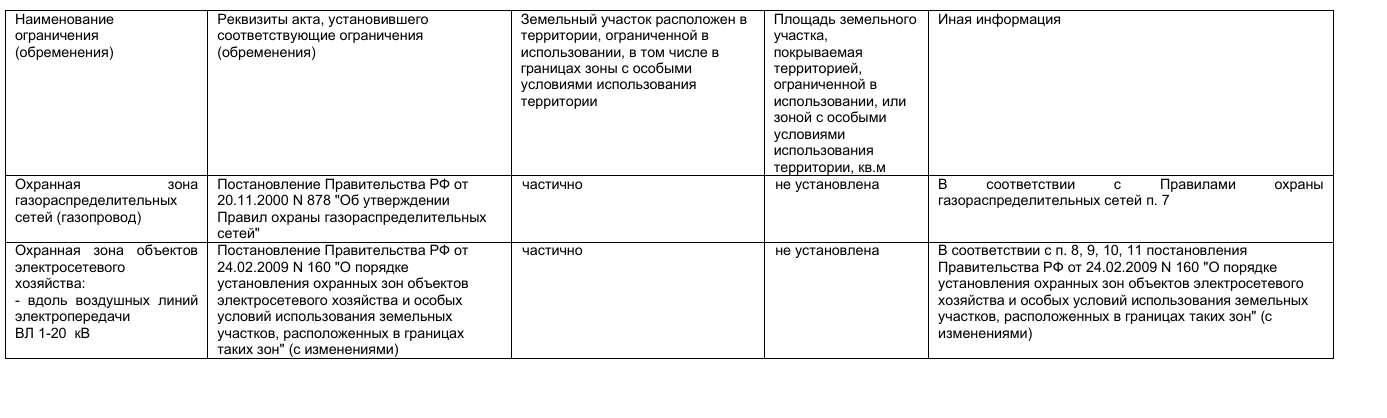 Наименование
ограничения
(обременения)
Реквизиты акта, установившего
соответствующие ограничения
(обременения)
Земельный участок расположен в
территории, ограниченной в
использовании, в том числе в
границах зоны с особыми
условиями использования
территории
Площадь земельного
участка,
покрываемая
территорией,
ограниченной в
использовании, или
зоной с особыми
условиями
использования
территории, кв.м
Иная информация
Охранная зона
газораспределительных
сетей (газопровод)
Постановление Правительства РФ от
20.11.2000 N 878 "Об утверждении
Правил охраны газораспределительных
сетей"
частично
не установлена
В соответствии с Правилами охраны
газораспределительных сетей п. 7
Охранная зона объектов
электросетевого
хозяйства:
- вдоль воздушных линий
электропередачи
ВЛ 1-20 кВ
Постановление Правительства РФ от
24.02.2009 N 160 "О порядке
установления охранных зон объектов
электросетевого хозяйства и особых
условий использования земельных
участков, расположенных в границах
таких зон" (с изменениями)
частично
не установлена
В соответствии с п. 8, 9, 10, 11 постановления
Правительства РФ от 24.02.2009 N 160 "О порядке
установления охранных зон объектов электросетевого
хозяйства и особых условий использования земельных
участков, расположенных в границах таких зон" (с
изменениями)